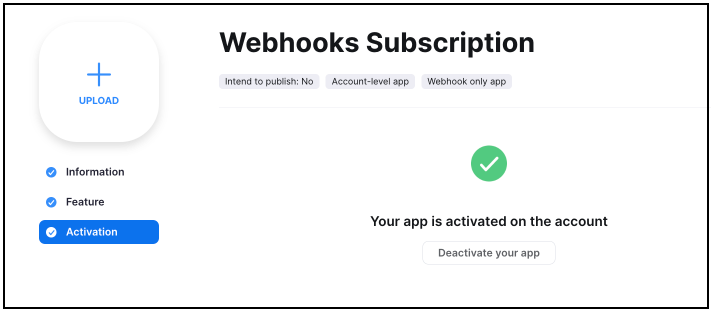 Webhooks Subscription
Intend to publish: No Account-level app Webhook only app
UPLOAD
Information
Feature
Activation
Your app is activated on the account
Deactivate your app